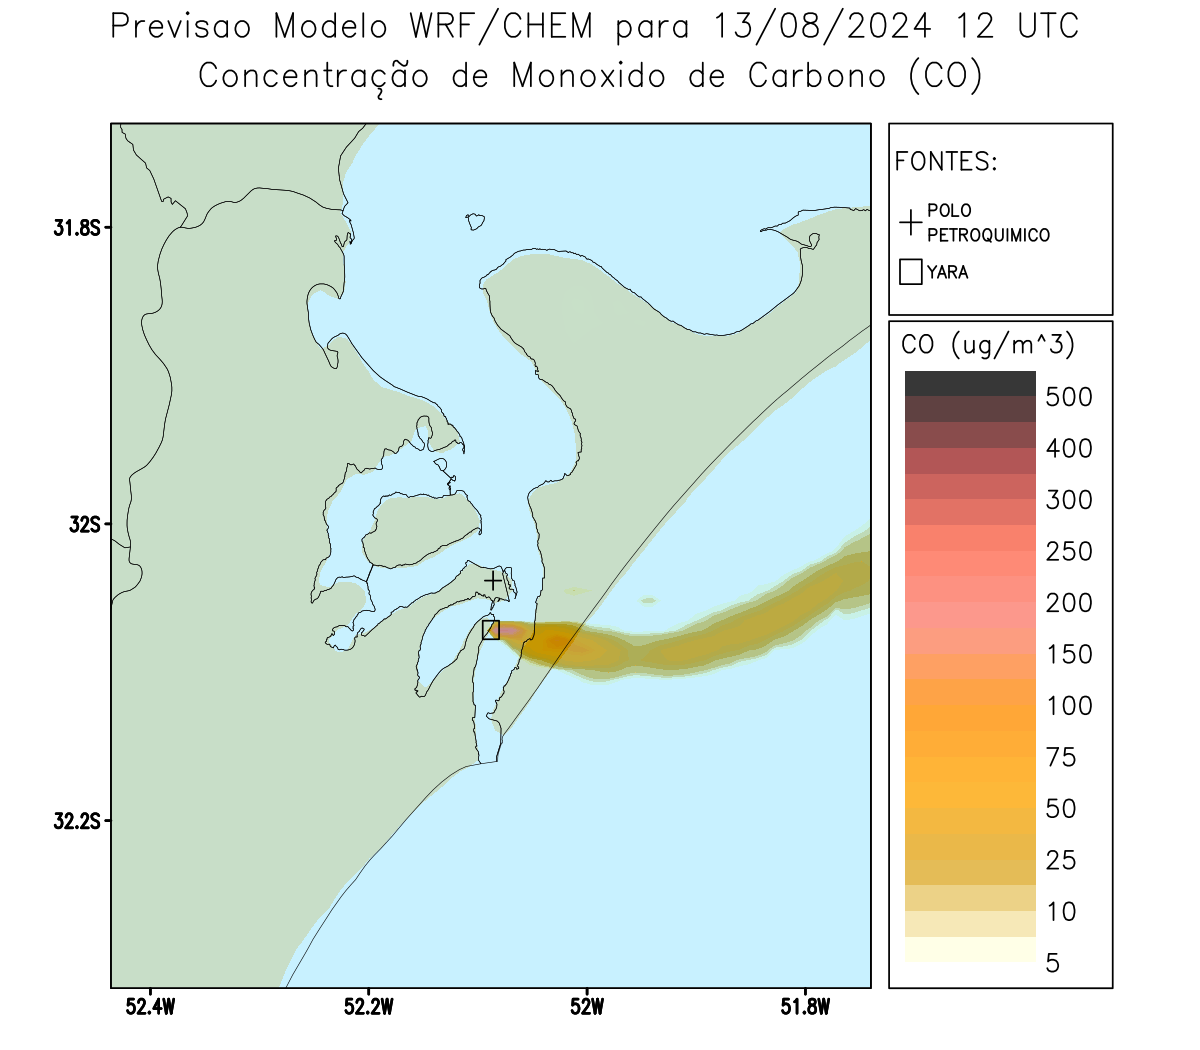 Previsao Modelo WRF/CHEM para 13/08/2024 12 UTC
Concentração de Monoxido de Carbono (CO)
FONTES:
POLO
PETROQUIMICO
YARA
CO (ug/m^3)
500
400
300
250
200
150
100
75
50
25
10
5
31.8S
32S
32.2S
52.4W
52.2W
52W
51.8W